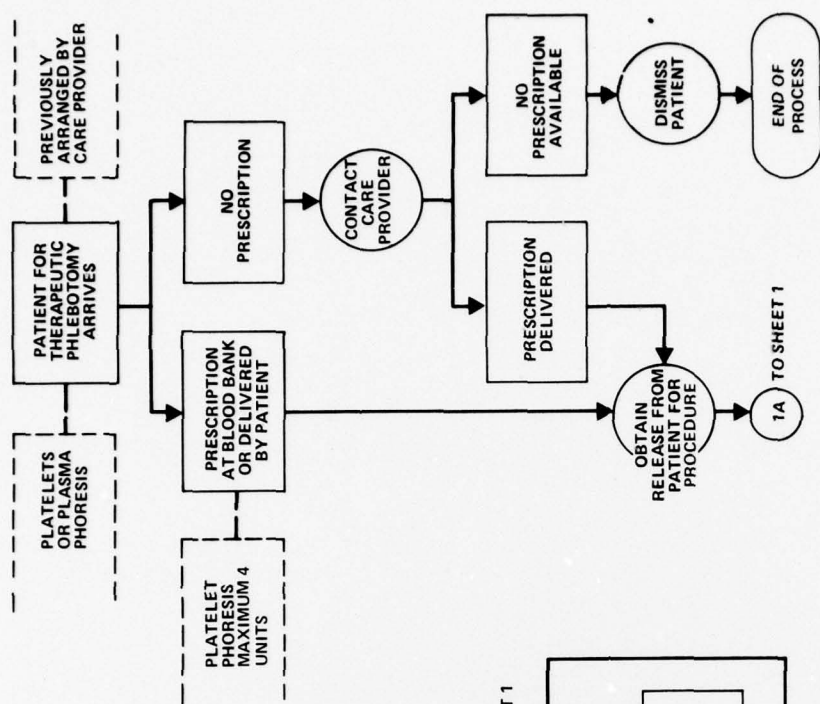 PLATELETS
OR PLASMA
PHORESIS
PATIENT FOR
THERAPEUTIC
PHLEBOTOMY
ARRIVES
PREVIOUSLY
ARRANGED BY
CARE PROVIDER
PLATELET
PHORESIS
MAXIMUM 4
UNITS
PRESCRIPTION
AT BLOOD BANK
OR DELIVERED
BY PATIENT
NO
PRESCRIPTION
CONTACT
CARE
PROVIDER
PRESCRIPTION
DELIVERED
NO
PRESCRIPTION
AVAILABLE
OBTAIN
RELEASE FROM
PATIENT FOR
PROCEDURE
DISMISS
PATIENT
1A TO SHEET 1
END OF
PROCESS
T 1